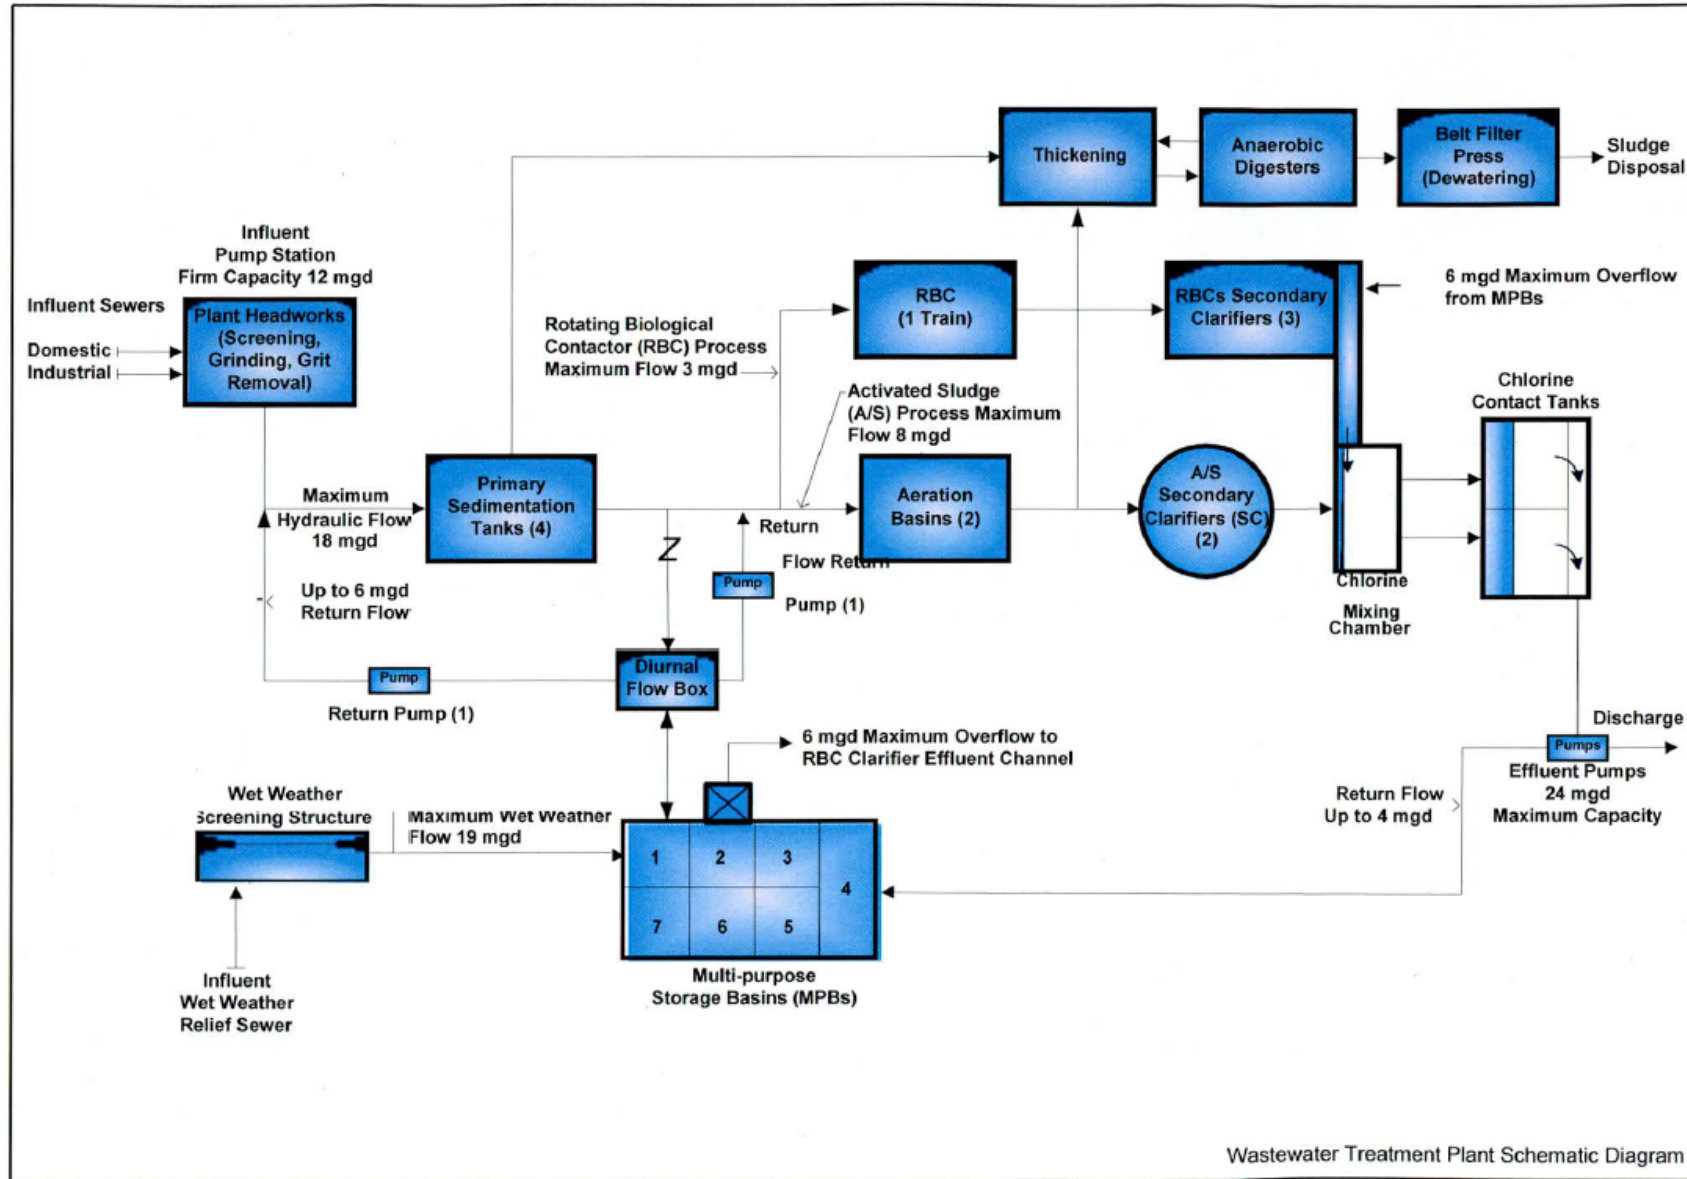 Thickening
Anaerobic
Digesters
Belt Filter
Press
(Dewatering)
Sludge
Disposal
Influent
Pump Station
Firm Capacity 12 mgd
Influent Sewers
Domestic
Industrial
Plant Headworks
(Screening,
Grinding, Grit
Removal)
RBC
(1 Train)
RBCs Secondary
Clarifiers (3)
6 mgd Maximum Overflow
from MPBs
Rotating Biological
Contactor (RBC) Process
Maximum Flow 3 mgd
Activated Sludge
(A/S) Process Maximum
Flow 8 mgd
Chlorine
Contact Tanks
Maximum
Hydraulic Flow
18 mgd
Primary
Sedimentation
Tanks (4)
Return
Aeration
Basins (2)
A/S
Secondary
Clarifiers (SC)
(2)
Z
Flow Return
Pump
Pump (1)
Chlorine
Mixing
Chamber
Up to 6 mgd
Return Flow
Pump
Return Pump (1)
Diurnal
Flow Box
6 mgd Maximum Overflow to
RBC Clarifier Effluent Channel
Discharge
Pumps
Effluent Pumps
24 mgd
Maximum Capacity
Return Flow
Up to 4 mgd
Wet Weather
Screening Structure
Maximum Wet Weather
Flow 19 mgd
1 2 3
4
7 6 5
Multi-purpose
Storage Basins (MPBs)
Influent
Wet Weather
Relief Sewer
Wastewater Treatment Plant Schematic Diagram